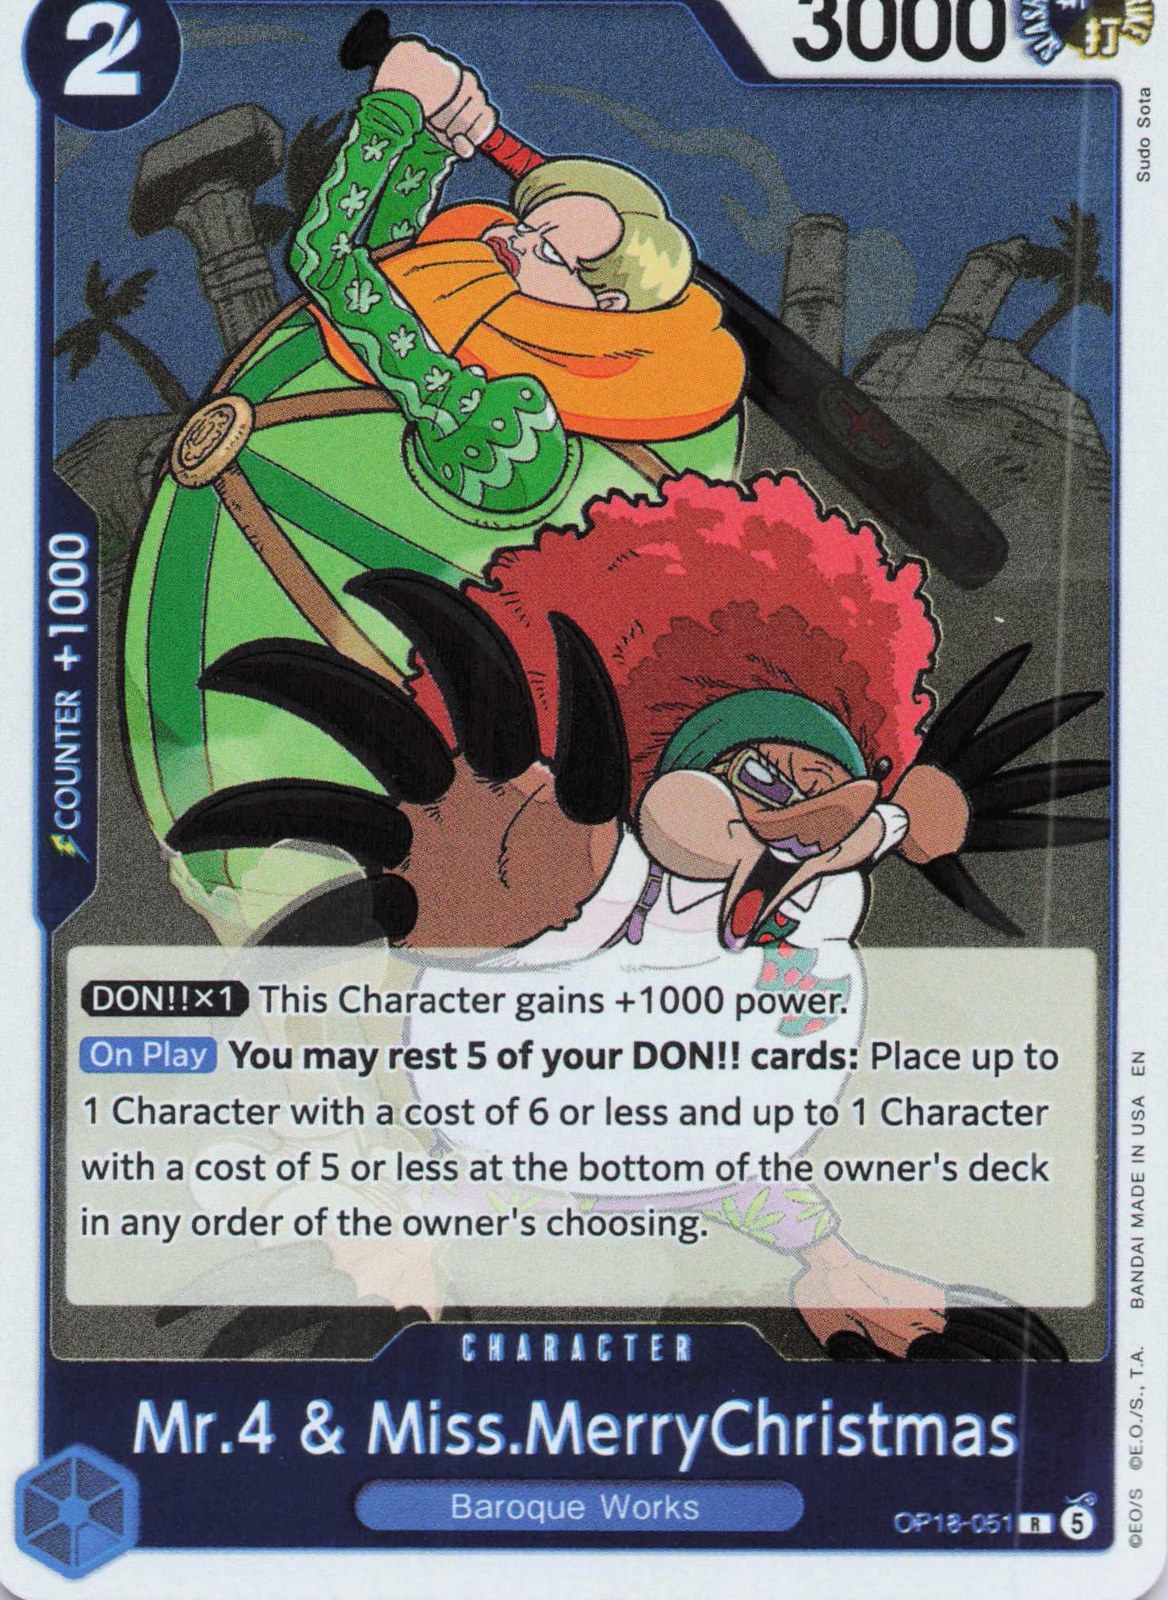 2
3000
打
Sudo Sota
COUNTER +1000
DON!!×1 This Character gains +1000 power.
On Play You may rest 5 of your DON!! cards: Place up to
1 Character with a cost of 6 or less and up to 1 Character
with a cost of 5 or less at the bottom of the owner's deck
in any order of the owner's choosing.
CHARACTER
Mr.4 & Miss.MerryChristmas
Baroque Works
R 5
©EO/S ©E.O./S., T.A. BANDAI MADE IN USA EN